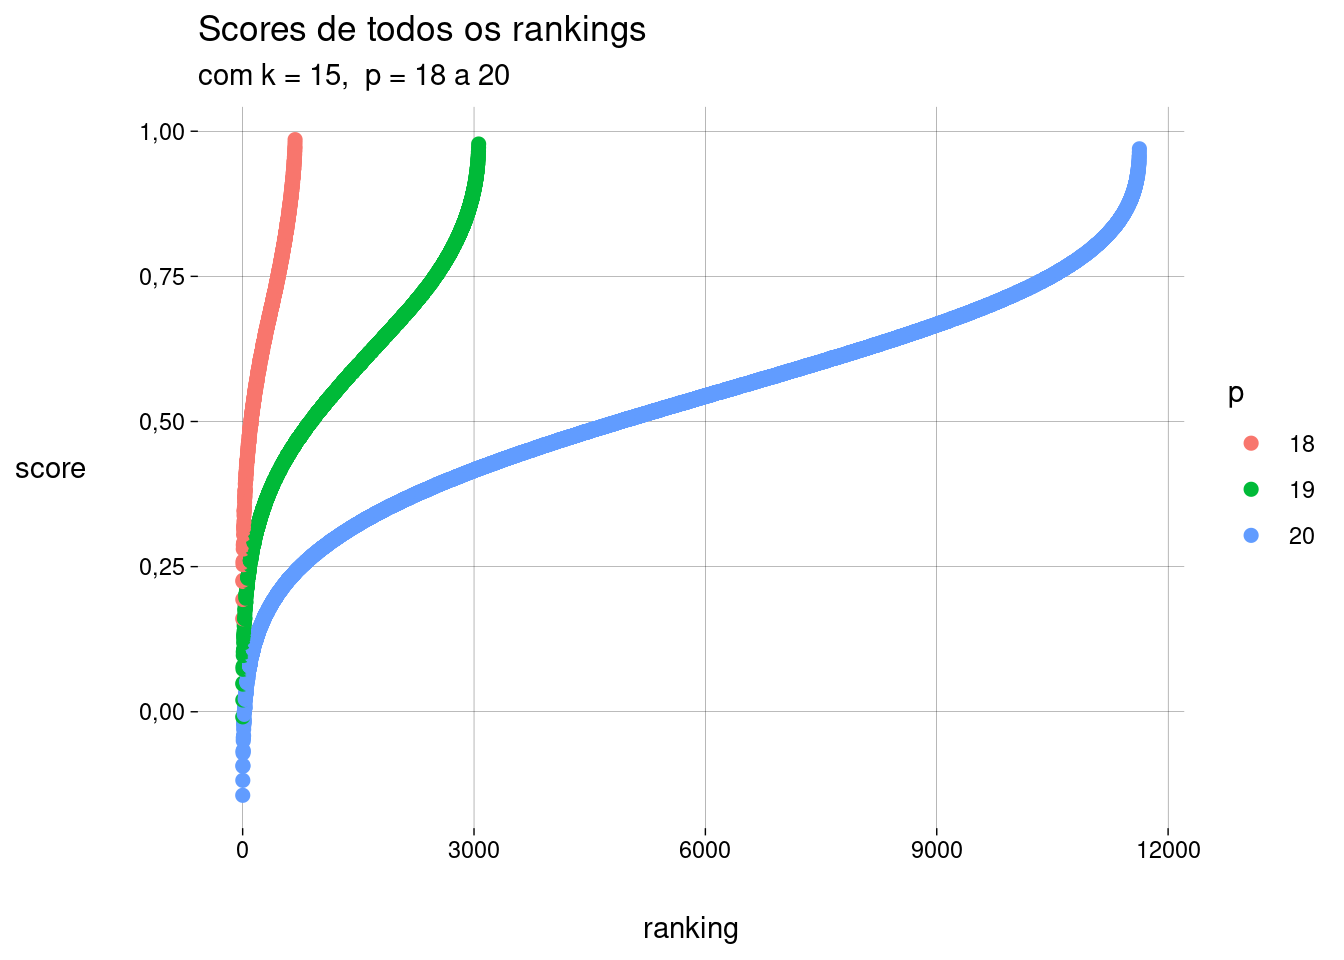 Scores de todos os rankings
com k = 15,  p = 18 a 20
1,00
0,75
0,50
0,25
0,00
score
0 3000 6000 9000 12000
ranking
p
18
19
20